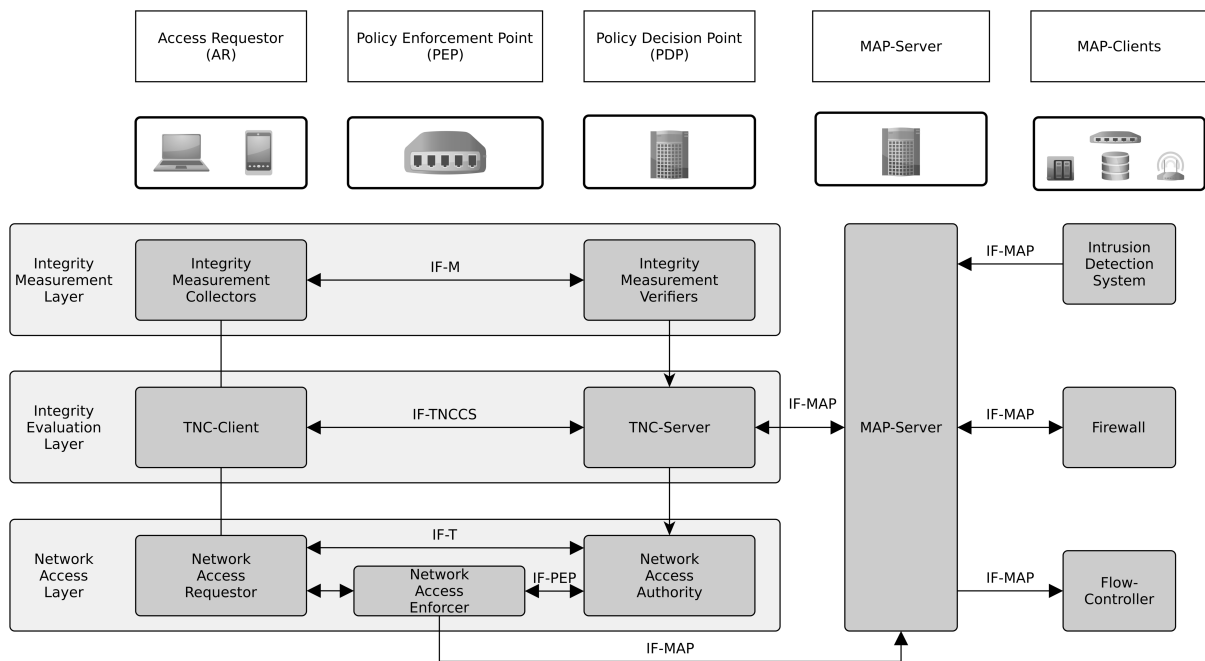 Access Requestor
(AR)
Policy Enforcement Point
(PEP)
Policy Decision Point
(PDP)
MAP-Server
MAP-Clients
Integrity
Measurement
Layer
Integrity
Measurement
Collectors
IF-M
Integrity
Measurement
Verifiers
IF-MAP
Intrusion
Detection
System
Integrity
Evaluation
Layer
TNC-Client
IF-TNCCS
TNC-Server
IF-MAP
MAP-Server
IF-MAP
Firewall
Network
Access
Layer
Network
Access
Requestor
IF-T
Network
Access
Enforcer
IF-PEP
Network
Access
Authority
IF-MAP
Flow-
Controller
IF-MAP